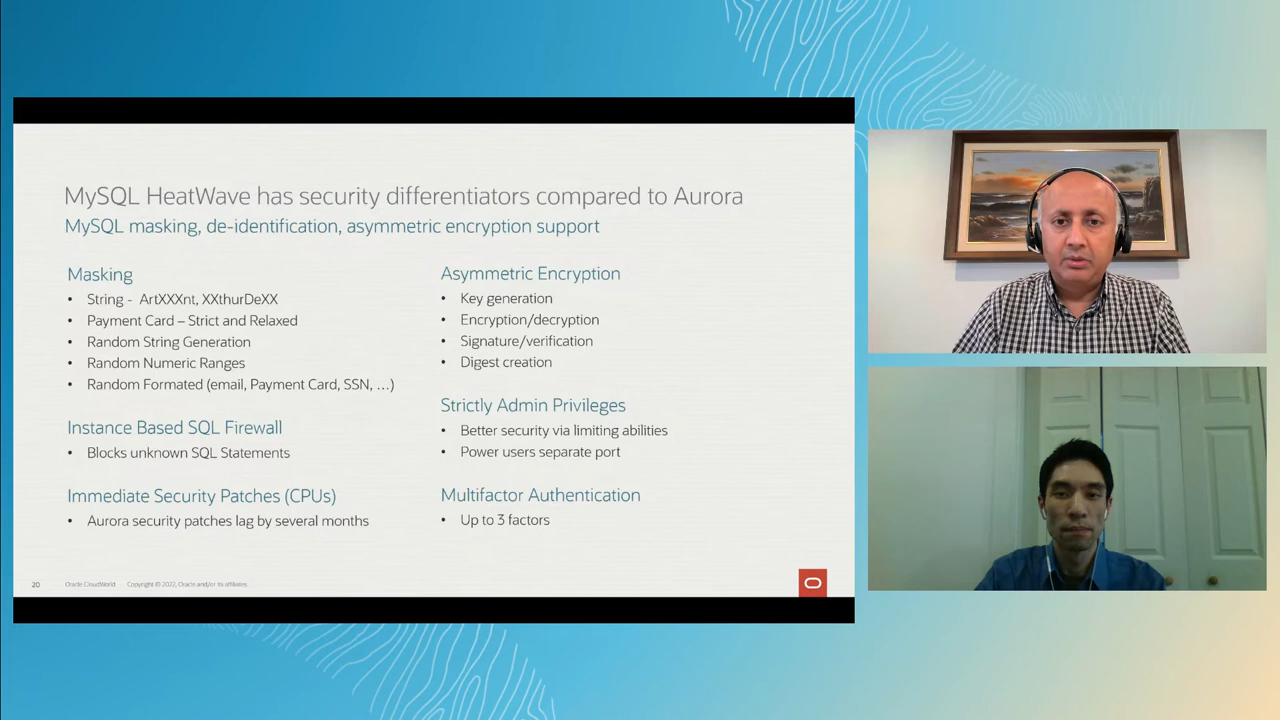 MySQL HeatWave has security differentiators compared to Aurora
MySQL masking, de-identification, asymmetric encryption support
Masking
• String - ArtXXXnt, XXthurDeXX
• Payment Card – Strict and Relaxed
• Random String Generation
• Random Numeric Ranges
• Random Formated (email, Payment Card, SSN, …)
Instance Based SQL Firewall
• Blocks unknown SQL Statements
Immediate Security Patches (CPUs)
• Aurora security patches lag by several months
Asymmetric Encryption
• Key generation
• Encryption/decryption
• Signature/verification
• Digest creation
Strictly Admin Privileges
• Better security via limiting abilities
• Power users separate port
Multifactor Authentication
• Up to 3 factors
20 Oracle CloudWorld Copyright © 2022, Oracle and/or its affiliates